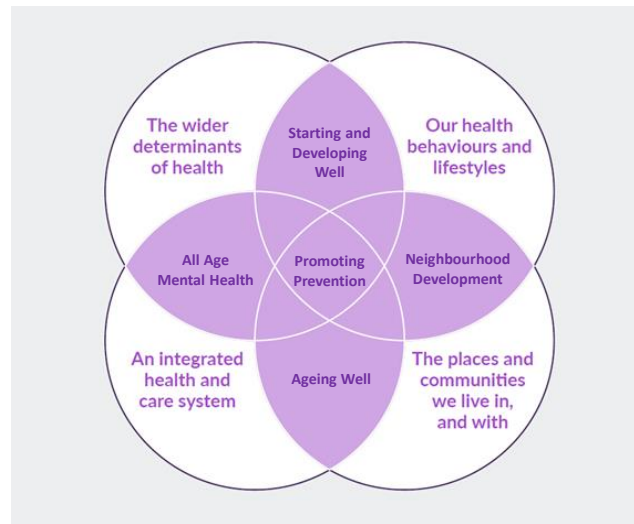 The wider
determinants
of health
Starting and
Developing
Well
Our health
behaviours and
lifestyles
All Age
Mental Health
Promoting
Prevention
Neighbourhood
Development
An integrated
health and
care system
Ageing Well
The places and
communities
we live in,
and with